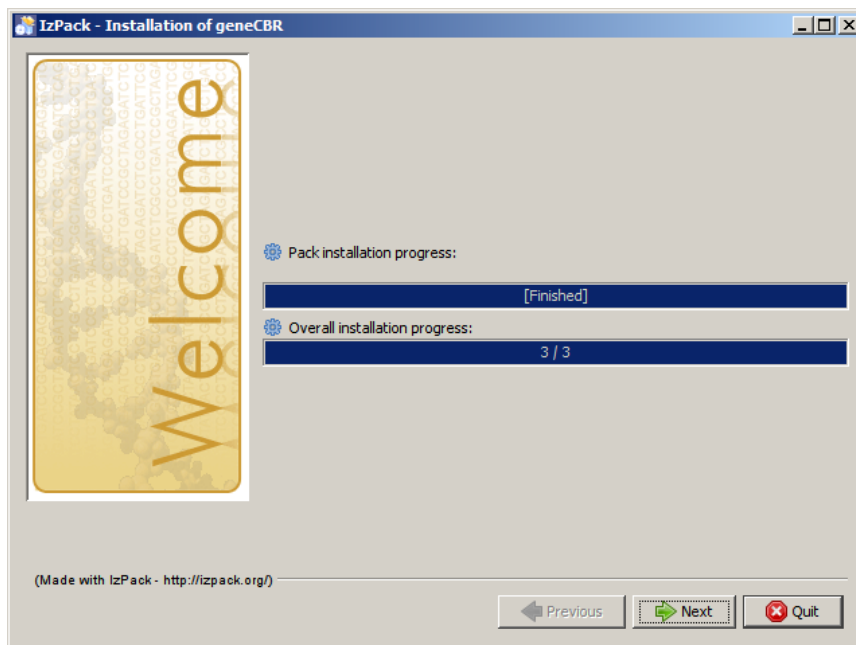 IzPack - Installation of geneCBR
Welcome
Pack installation progress:
[Finished]
Overall installation progress:
3 / 3
(Made with IzPack - http://izpack.org/)
Previous
Next
Quit